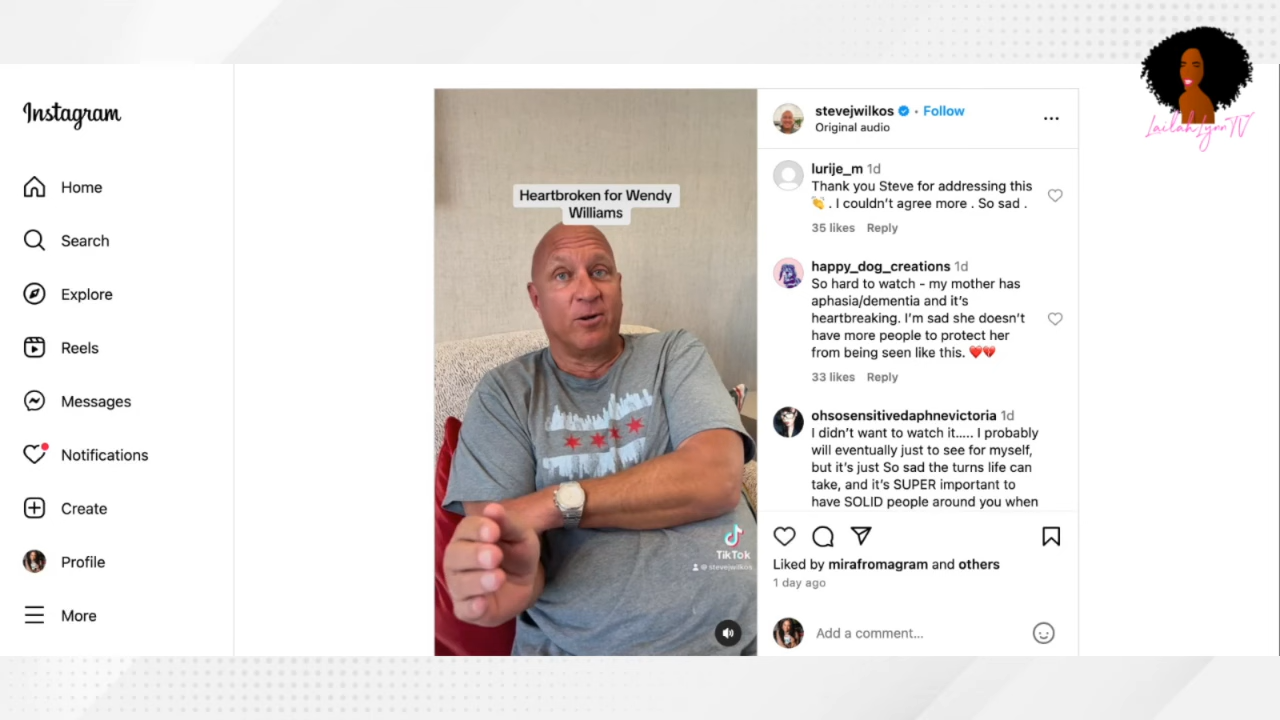 Instagram
Home
Search
Explore
Reels
Messages
Notifications
Create
Profile
More
Heartbroken for Wendy
Williams
TikTok
@ stevejwilkos
stevejwilkos • Follow
Original audio
lurije_m 1d
Thank you Steve for addressing this
👏 . I couldn't agree more . So sad .
35 likes Reply
happy_dog_creations 1d
So hard to watch - my mother has
aphasia/dementia and it's
heartbreaking. I'm sad she doesn't
have more people to protect her
from being seen like this. ❤️💔
33 likes Reply
ohsosensitivedaphnevictoria 1d
I didn't want to watch it..... I probably
will eventually just to see for myself,
but it's just So sad the turns life can
take, and it's SUPER important to
have SOLID people around you when
Liked by mirafromagram and others
1 day ago
Add a comment...
LailahLynnTV